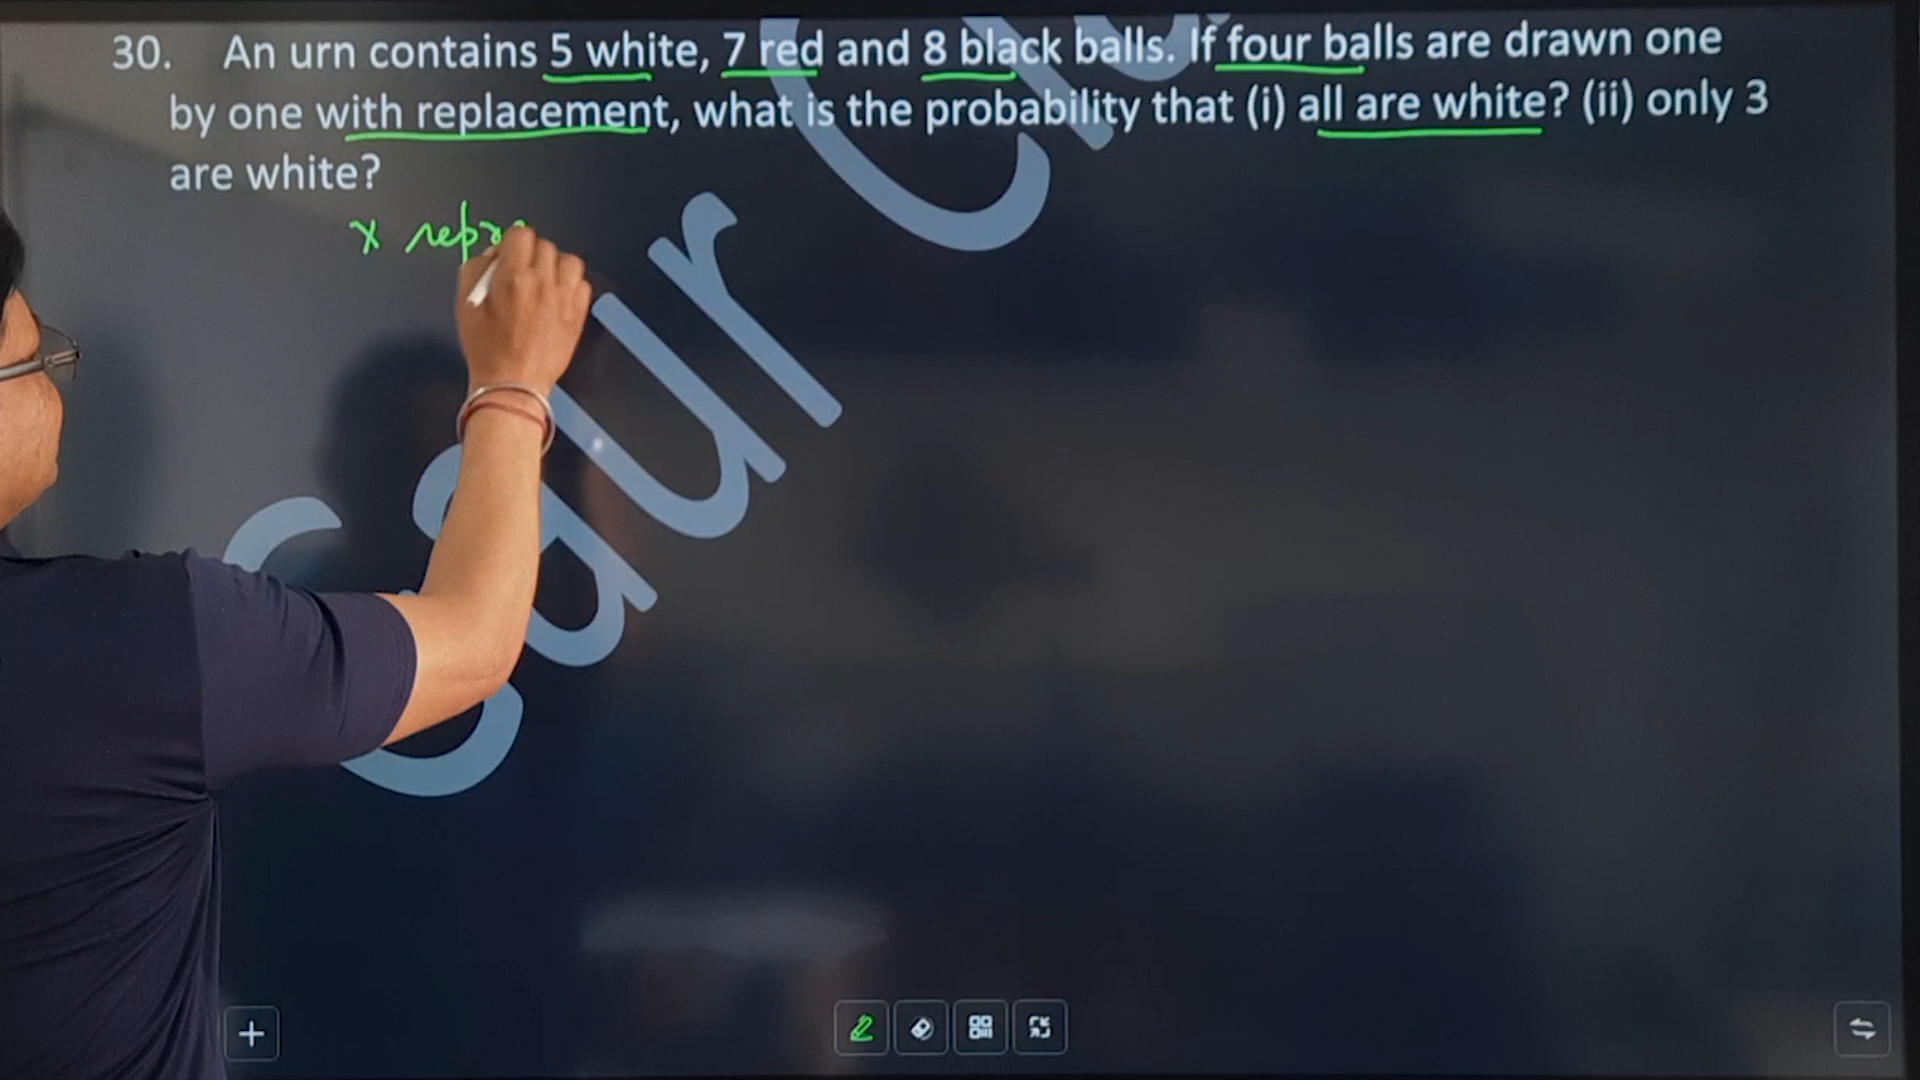 30. An urn contains 5 white, 7 red and 8 black balls. If four balls are drawn one
by one with replacement, what is the probability that (i) all are white? (ii) only 3
are white?
x repre